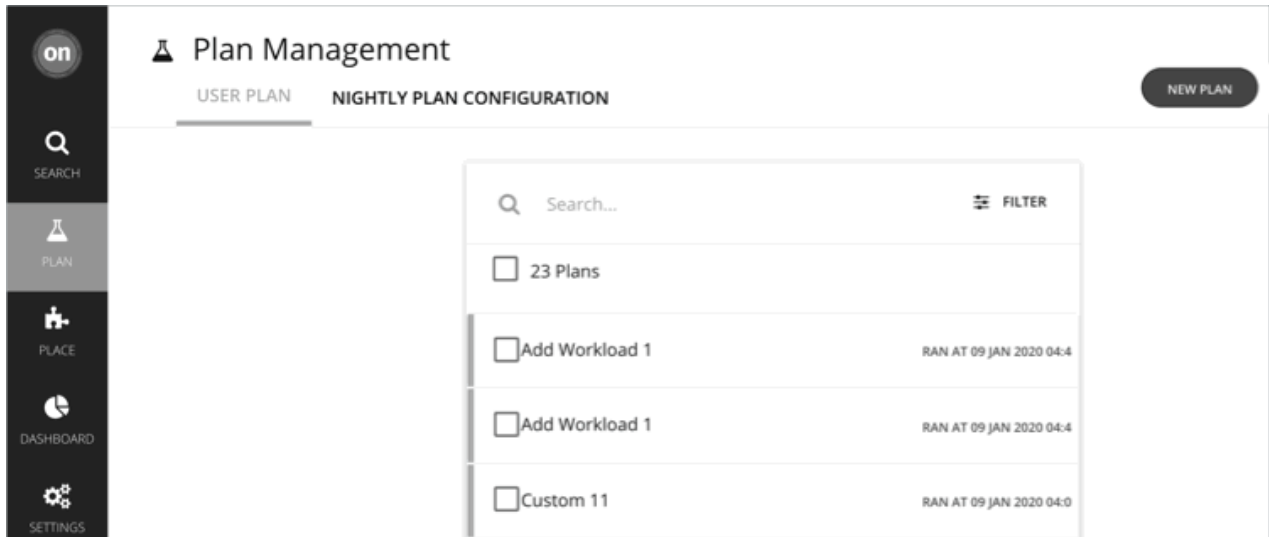 on
SEARCH
PLAN
PLACE
DASHBOARD
SETTINGS
Plan Management
USER PLAN NIGHTLY PLAN CONFIGURATION
NEW PLAN
Search... FILTER
23 Plans
Add Workload 1 RAN AT 09 JAN 2020 04:4
Add Workload 1 RAN AT 09 JAN 2020 04:4
Custom 11 RAN AT 09 JAN 2020 04:0